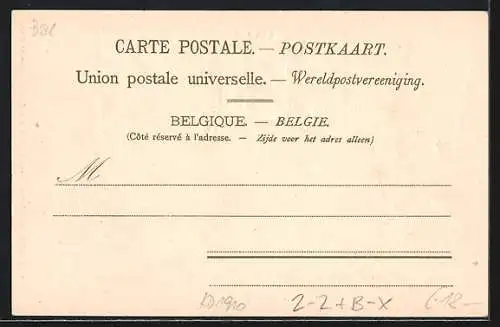 CARTE POSTALE. — POSTKAART.
Union postale universelle. — Wereldpostvereeniging.
BELGIQUE. — BELGIE.
(Côté réservé à l'adresse. — Zijde voor het adres alleen)
M
2-2+B-X